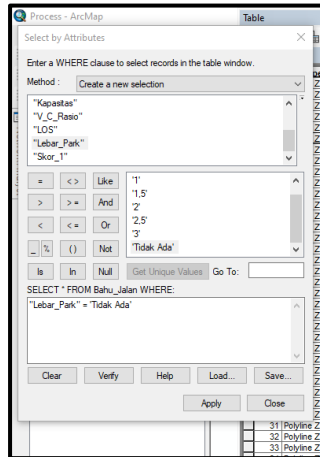 Process - ArcMap
Table
Select by Attributes
Enter a WHERE clause to select records in the table window.
Method : Create a new selection
"Kapasitas"
"V_C_Rasio"
"LOS"
"Lebar_Park"
"Skor_1"
= < > Like
> > = And
< < = Or
_ % ( ) Not
Is In Null
'1'
'1,5'
'2'
'2,5'
'3'
'Tidak Ada'
Get Unique Values Go To:
SELECT * FROM Bahu_Jalan WHERE:
"Lebar_Park" = 'Tidak Ada'
Clear Verify Help Load... Save...
Apply Close
31 Polyline Z
32 Polyline Z
33 Polyline Z